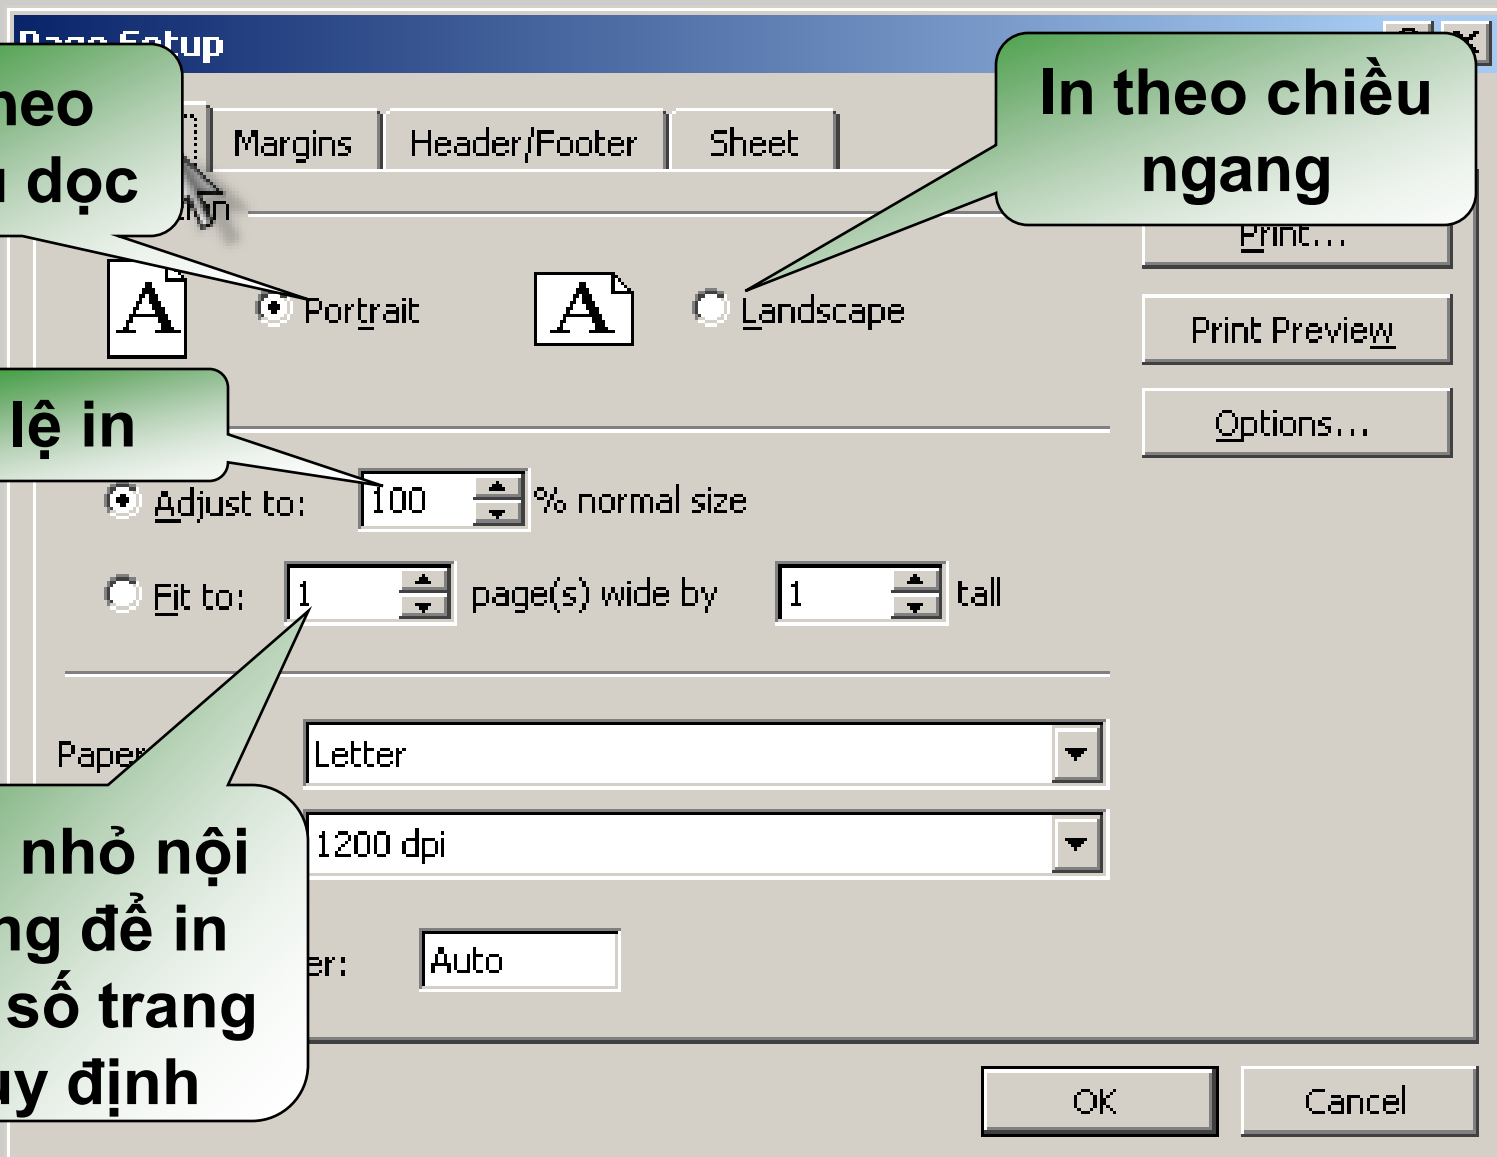 Page Setup
heo
dọc
In theo chiều
ngang
Margins
Header/Footer
Sheet
Print...
Portrait
Landscape
Print Preview
lệ in
Options...
Adjust to:
100
% normal size
Fit to:
1
page(s) wide by
1
tall
Paper
Letter
nhỏ nội
1200 dpi
ng để in
er:
Auto
số trang
uy định
OK
Cancel